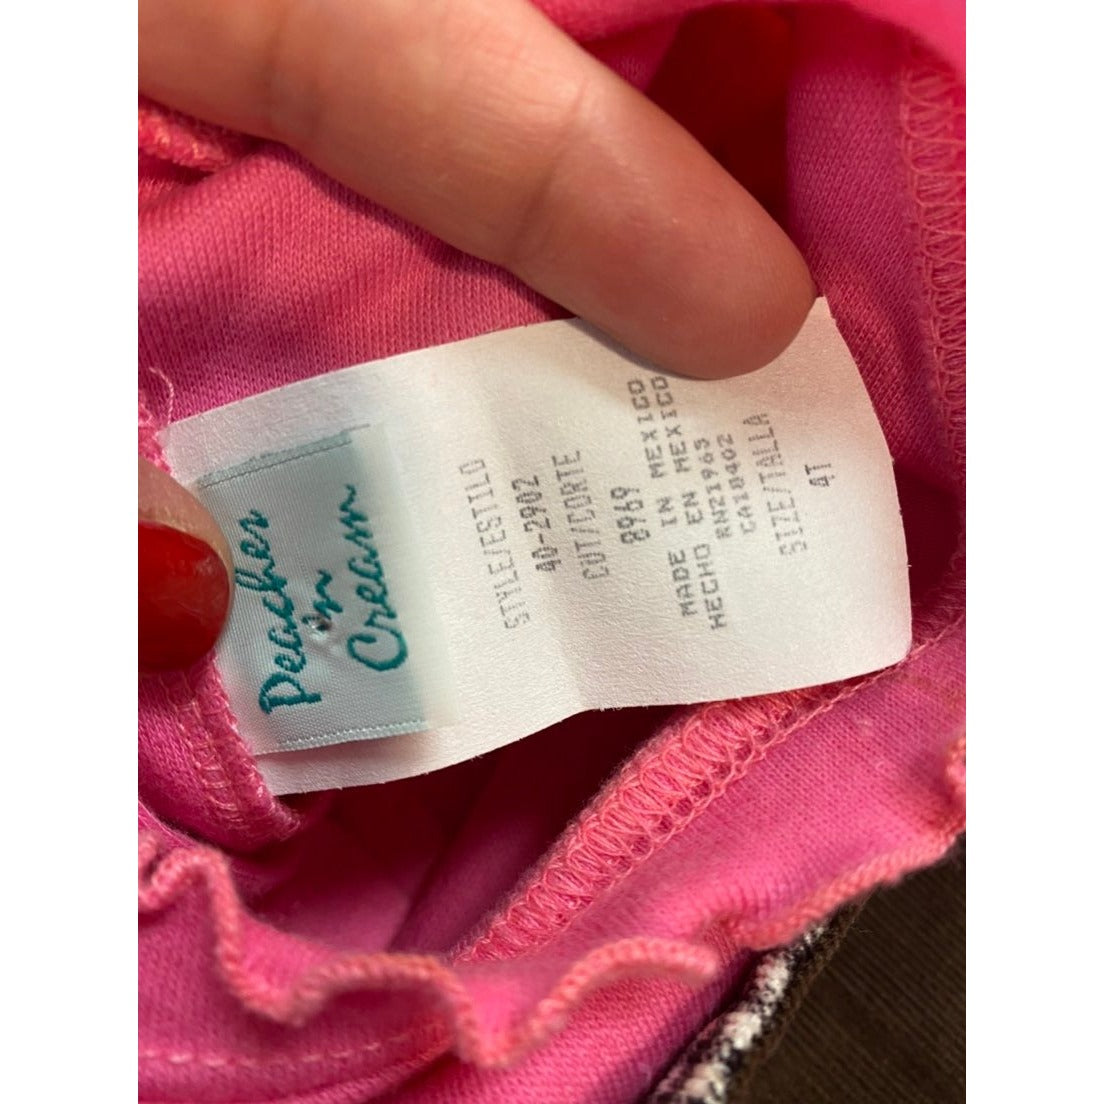 Peaches
'n
Cream
STYLE/ESTILO
40-2902
CUT/CORTE
8969
MADE IN MEXICO
HECHO EN MEXICO
RN21963
CA18402
SIZE/TALLA
4T